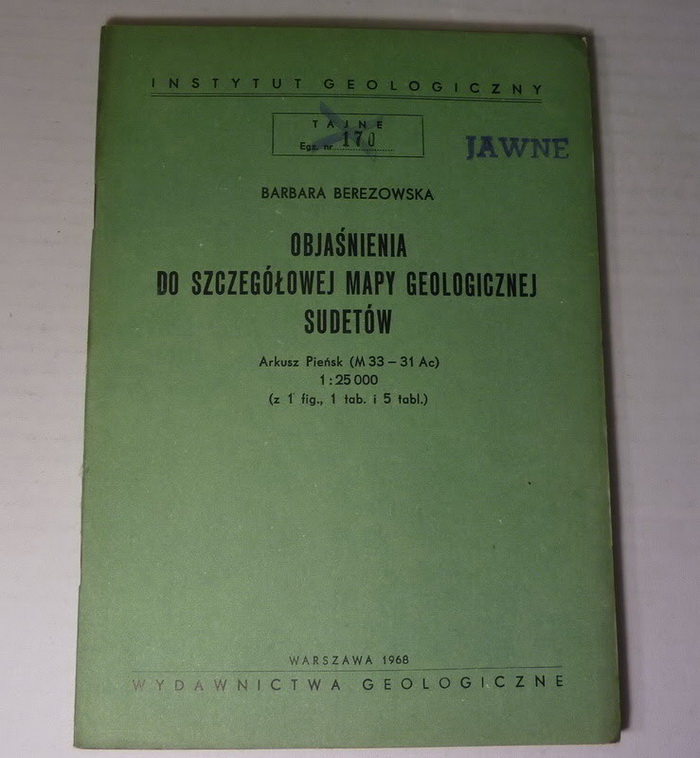 INSTYTUT GEOLOGICZNY
TAJNE
Egz. nr 170
JAWNE
BARBARA BEREZOWSKA
OBJAŚNIENIA
DO SZCZEGÓŁOWEJ MAPY GEOLOGICZNEJ
SUDETÓW
Arkusz Pieńsk (M 33 – 31 Ac)
1 : 25 000
(z 1 fig., 1 tab. i 5 tabl.)
WARSZAWA 1968
WYDAWNICTWA GEOLOGICZNE